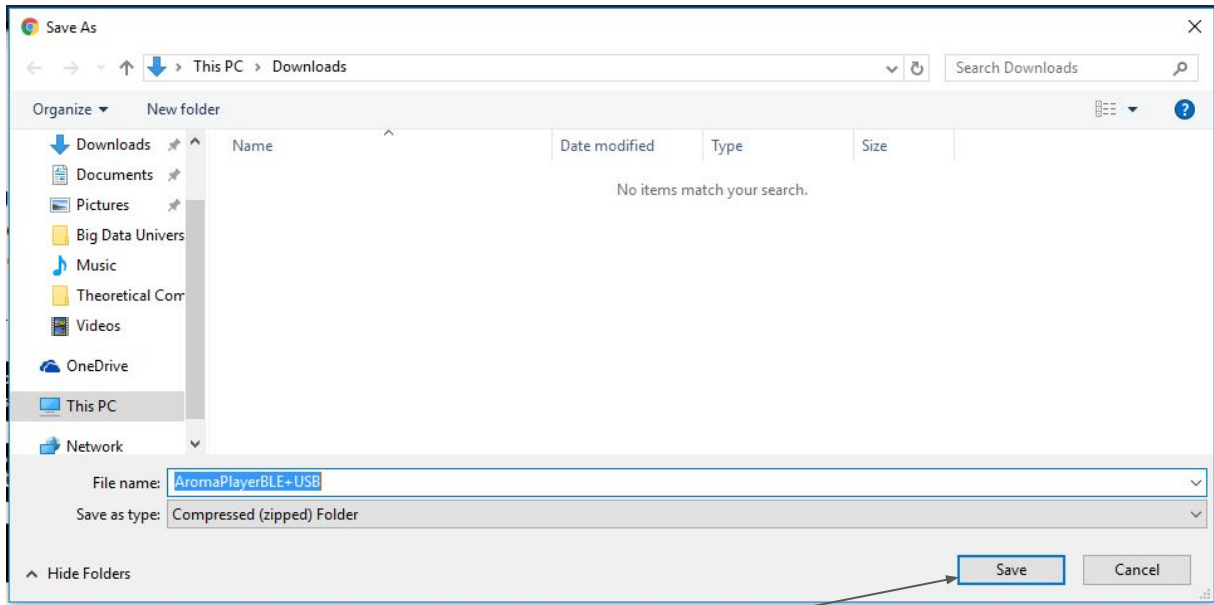 Save As
This PC > Downloads
Search Downloads
Organize
New folder
Name
Date modified
Type
Size
No items match your search.
Downloads
Documents
Pictures
Big Data Univers
Music
Theoretical Com
Videos
OneDrive
This PC
Network
File name: AromaPlayerBLE+USB
Save as type: Compressed (zipped) Folder
Hide Folders
Save
Cancel